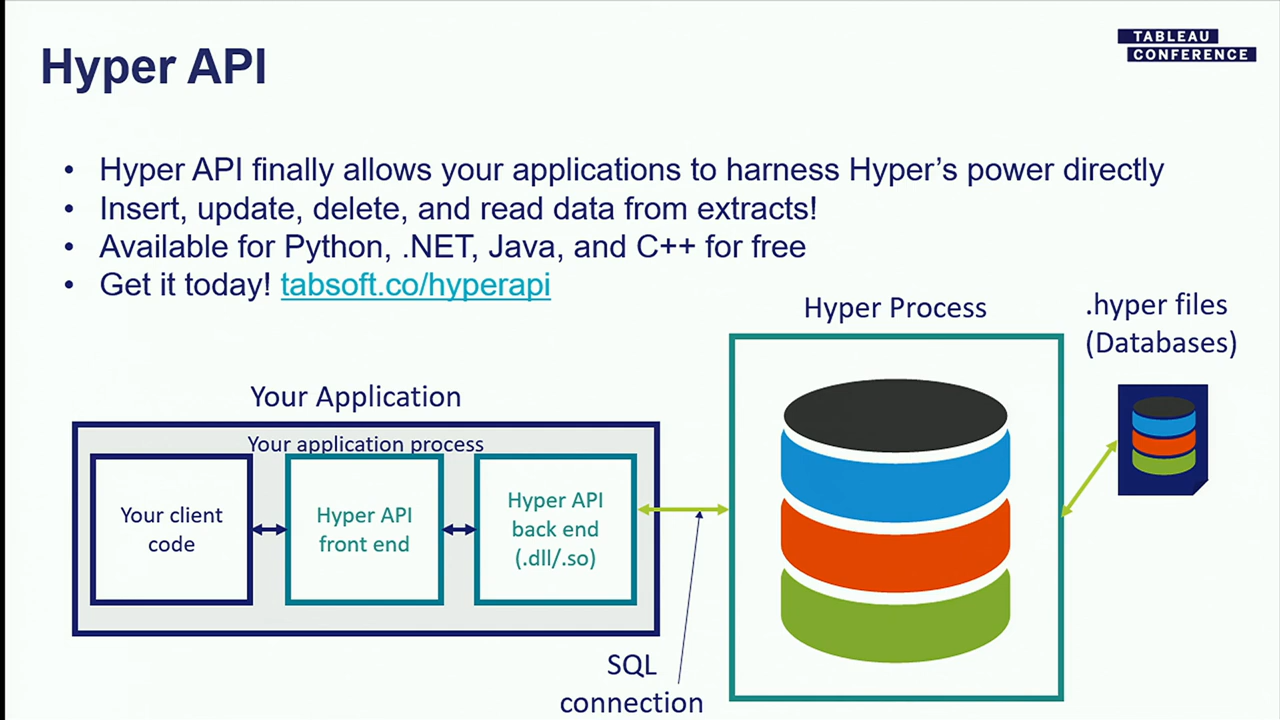 Hyper API
TABLEAU
CONFERENCE
• Hyper API finally allows your applications to harness Hyper’s power directly
• Insert, update, delete, and read data from extracts!
• Available for Python, .NET, Java, and C++ for free
• Get it today! tabsoft.co/hyperapi
Hyper Process
.hyper files
(Databases)
Your Application
Your application process
Your client
code
Hyper API
front end
Hyper API
back end
(.dll/.so)
SQL
connection